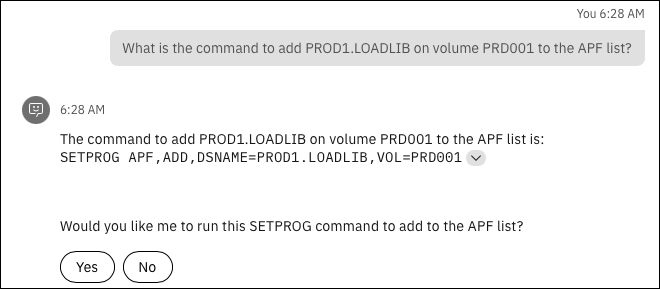 You 6:28 AM
What is the command to add PROD1.LOADLIB on volume PRD001 to the APF list?
6:28 AM
The command to add PROD1.LOADLIB on volume PRD001 to the APF list is:
SETPROG APF,ADD,DSNAME=PROD1.LOADLIB,VOL=PRD001
Would you like me to run this SETPROG command to add to the APF list?
Yes No